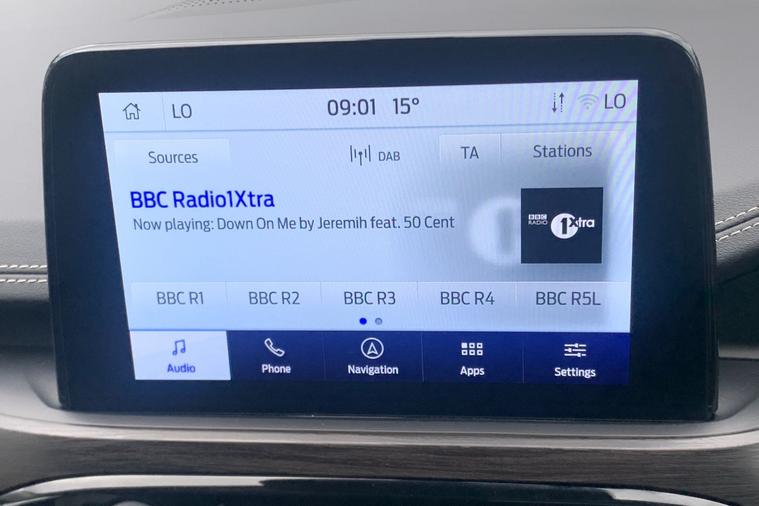 LO 09:01 15° LO
Sources DAB TA Stations
BBC Radio1Xtra
Now playing: Down On Me by Jeremih feat. 50 Cent
BBC RADIO 1Xtra
BBC R1 BBC R2 BBC R3 BBC R4 BBC R5L
Audio Phone Navigation Apps Settings